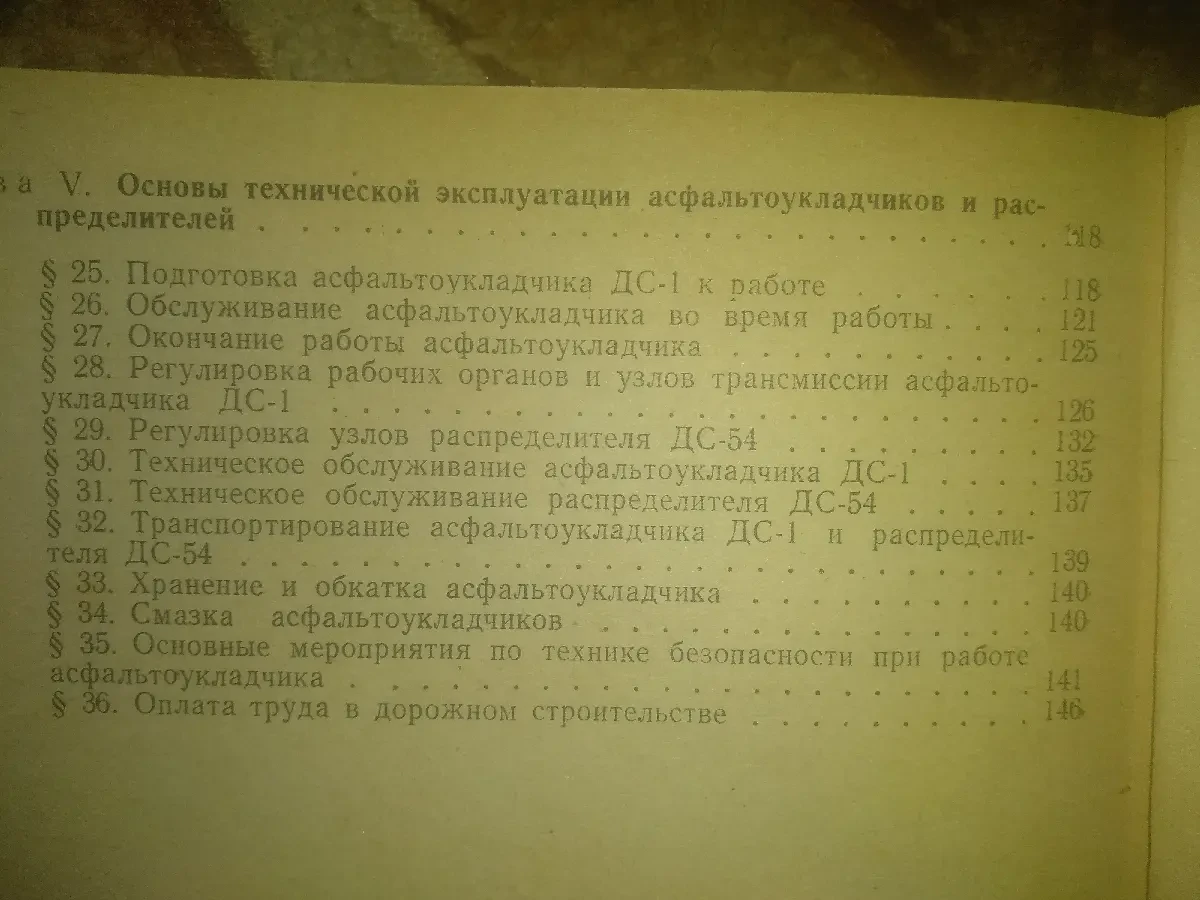 ва V. Основы технической эксплуатации асфальтоукладчиков и рас-
пределителей . . . . . . . . . . . . . . . . . . . . . . . . . . . . 118
§ 25. Подготовка асфальтоукладчика ДС-1 к работе . . . . . . . 118
§ 26. Обслуживание асфальтоукладчика во время работы . . . . 121
§ 27. Окончание работы асфальтоукладчика . . . . . . . . . . . 125
§ 28. Регулировка рабочих органов и узлов трансмиссии асфальто-
укладчика ДС-1 . . . . . . . . . . . . . . . . . . . . . . . 126
§ 29. Регулировка узлов распределителя ДС-54 . . . . . . . . . 132
§ 30. Техническое обслуживание асфальтоукладчика ДС-1 . . . . 135
§ 31. Техническое обслуживание распределителя ДС-54 . . . . . 137
§ 32. Транспортирование асфальтоукладчика ДС-1 и распредели-
теля ДС-54 . . . . . . . . . . . . . . . . . . . . . . . . . . 139
§ 33. Хранение и обкатка асфальтоукладчика . . . . . . . . . . 140
§ 34. Смазка асфальтоукладчиков . . . . . . . . . . . . . . . 140
§ 35. Основные мероприятия по технике безопасности при работе
асфальтоукладчика . . . . . . . . . . . . . . . . . . . . . . 141
§ 36. Оплата труда в дорожном строительстве . . . . . . . . . . 146